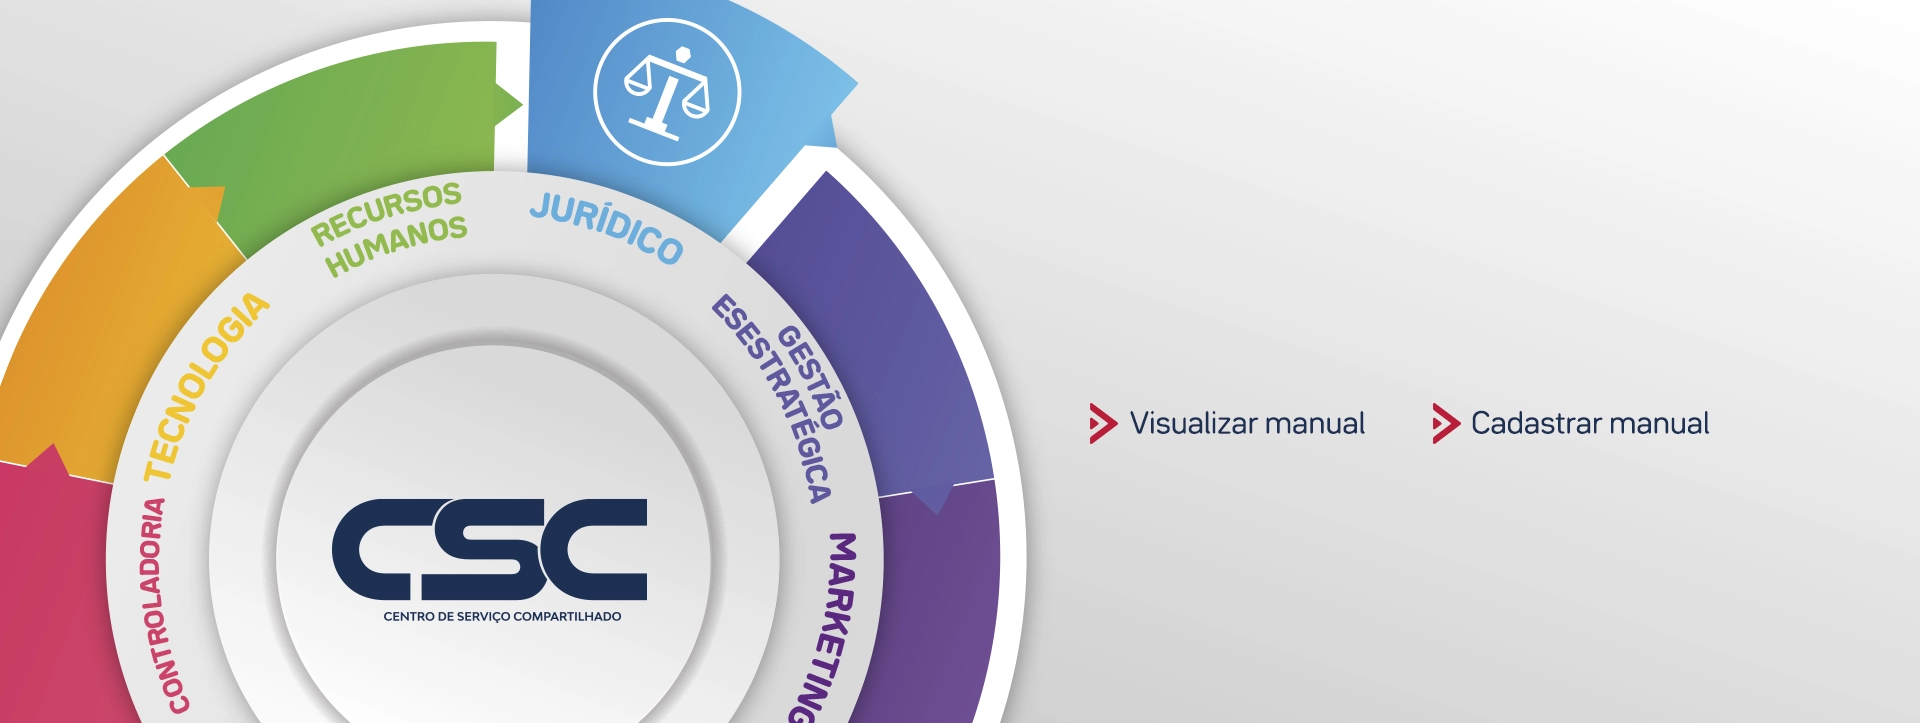 RECURSOS
HUMANOS
JURÍDICO
TECNOLOGIA
GESTÃO
ESESTRATÉGICA
CONTROLADORIA
MARKETING
CSC
CENTRO DE SERVIÇO COMPARTILHADO
Visualizar manual
Cadastrar manual